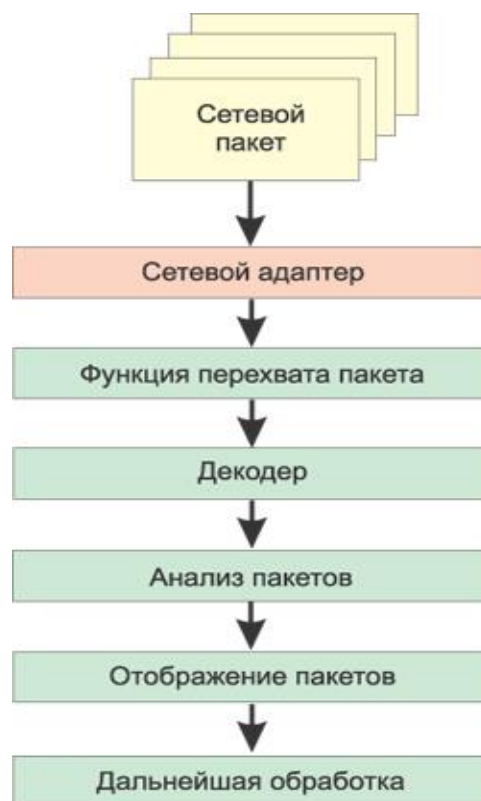 Сетевой
пакет
Сетевой адаптер
Функция перехвата пакета
Декодер
Анализ пакетов
Отображение пакетов
Дальнейшая обработка